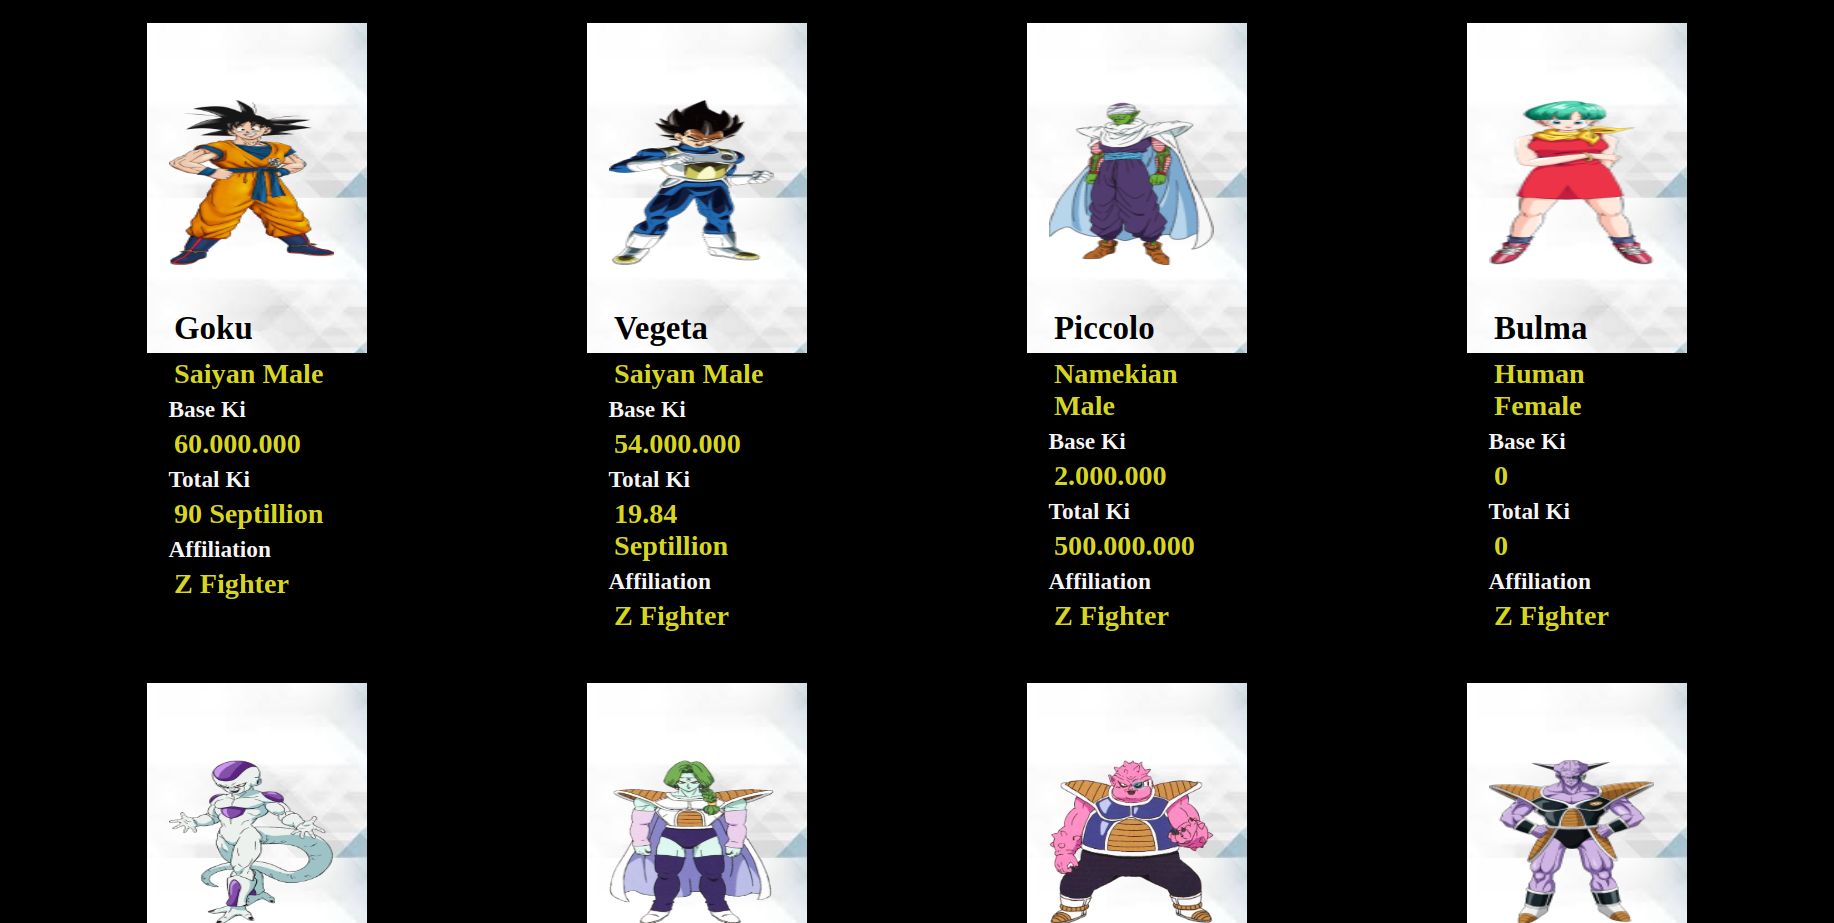 Goku
Saiyan Male
Base Ki
60.000.000
Total Ki
90 Septillion
Affiliation
Z Fighter
Vegeta
Saiyan Male
Base Ki
54.000.000
Total Ki
19.84
Septillion
Affiliation
Z Fighter
Piccolo
Namekian
Male
Base Ki
2.000.000
Total Ki
500.000.000
Affiliation
Z Fighter
Bulma
Human
Female
Base Ki
0
Total Ki
0
Affiliation
Z Fighter